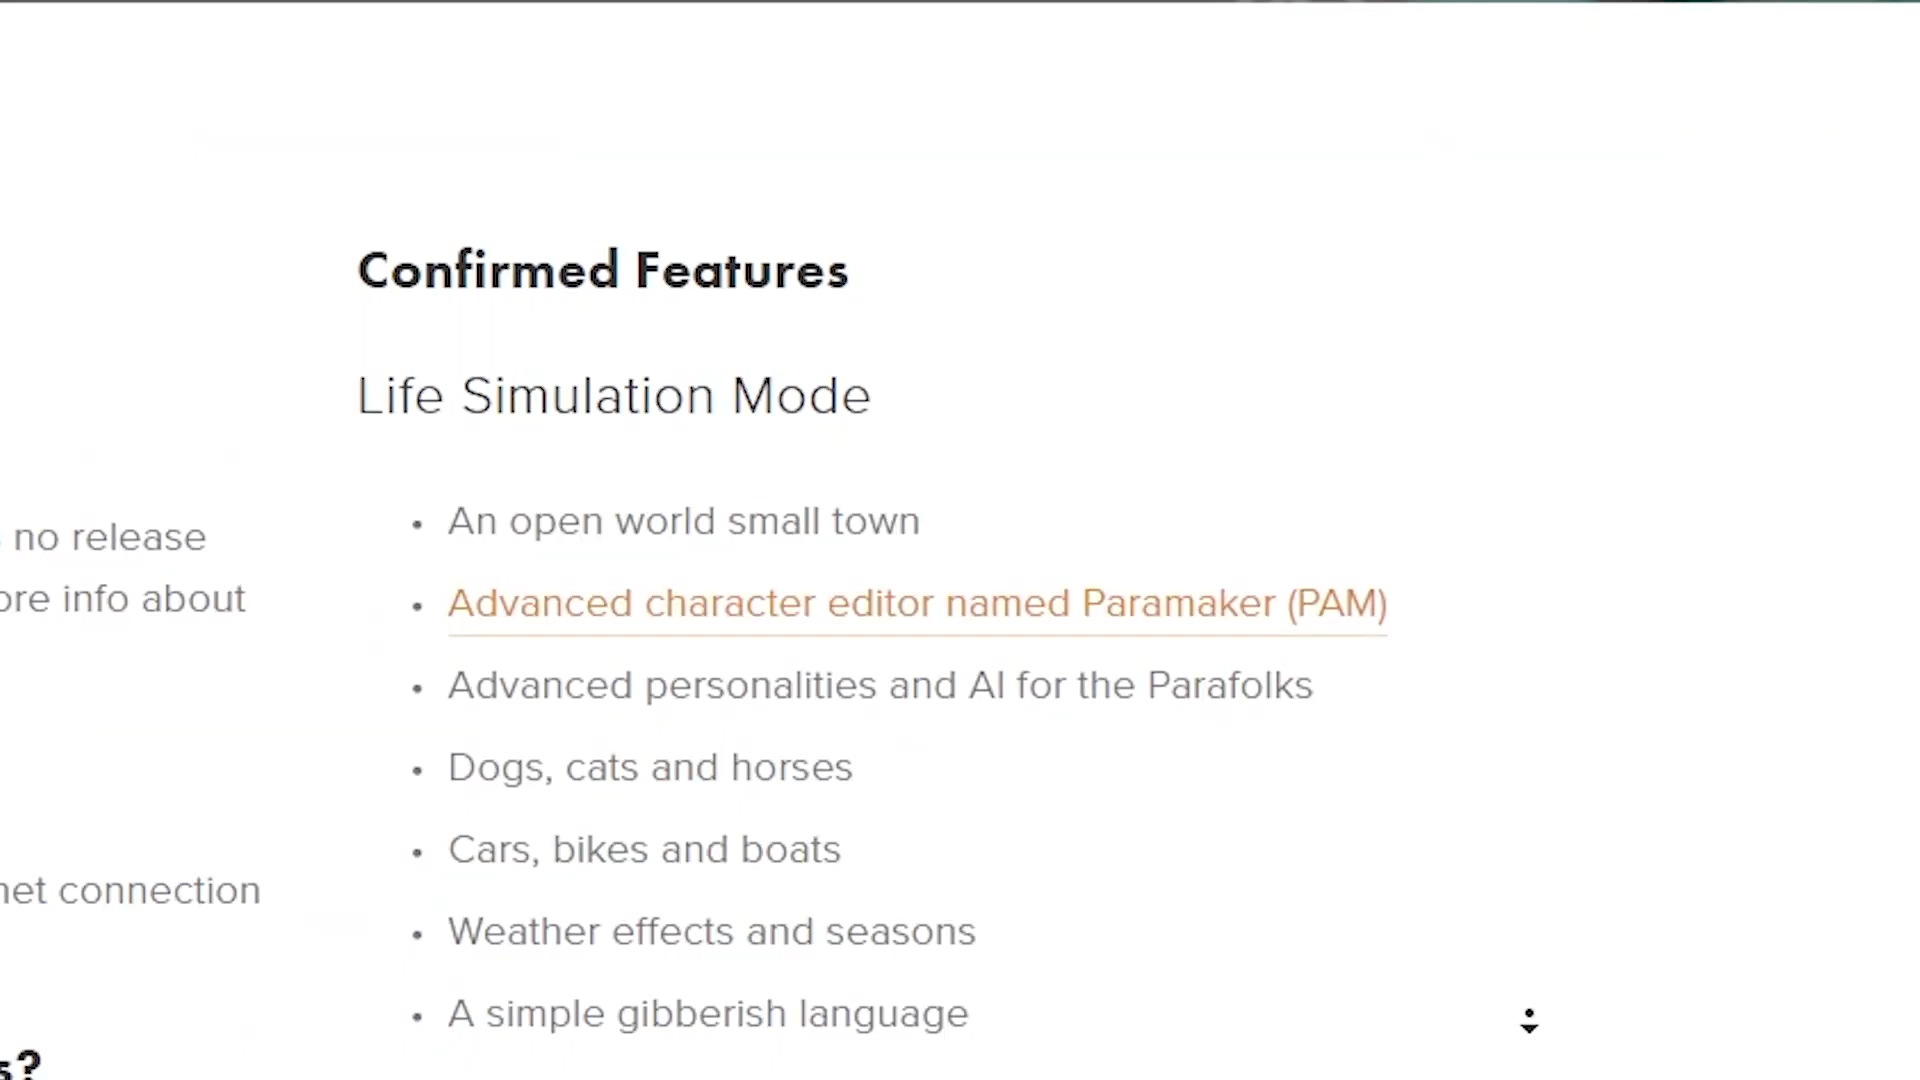 Confirmed Features
Life Simulation Mode
• An open world small town
• Advanced character editor named Paramaker (PAM)
• Advanced personalities and AI for the Parafolks
• Dogs, cats and horses
• Cars, bikes and boats
• Weather effects and seasons
• A simple gibberish language
no release
info about
connection